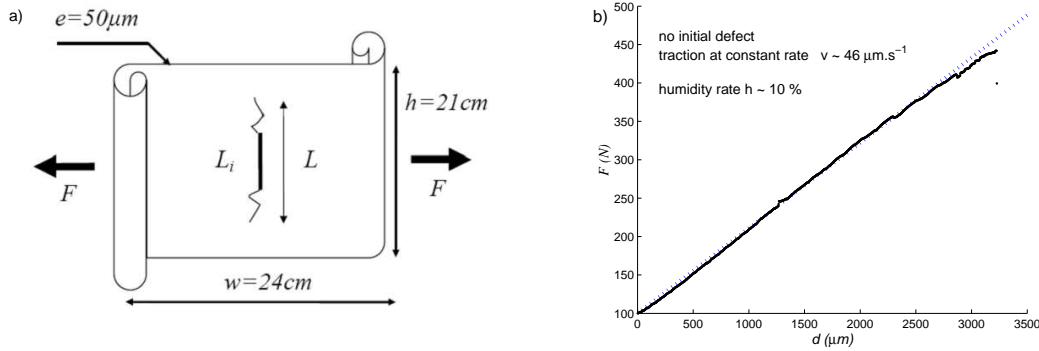 a)
e=50μm
h=21cm
L_i
L
F
F
w=24cm
b)
no initial defect
traction at constant rate v ~ 46 μm.s⁻¹
humidity rate h ~ 10 %
F (N)
500
450
400
350
300
250
200
150
100
0 500 1000 1500 2000 2500 3000 3500
d (μm)